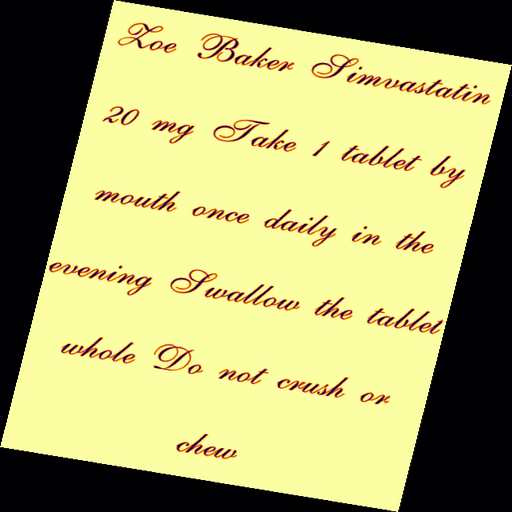 Zoe Baker Simvastatin
20 mg Take 1 tablet by
mouth once daily in the
evening Swallow the tablet
whole Do not crush or
chew